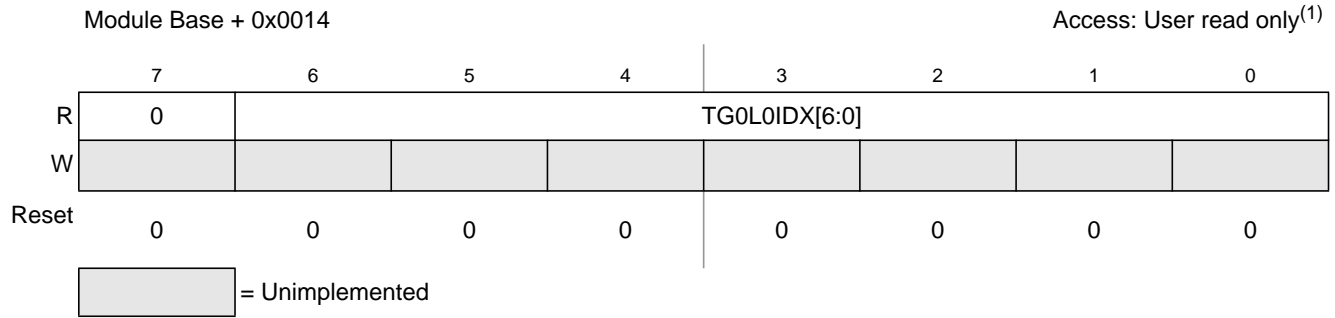 Module Base + 0x0014 Access: User read only(1)
7 6 5 4 3 2 1 0
R 0 TG0L0IDX[6:0]
W
Reset 0 0 0 0 0 0 0 0
= Unimplemented